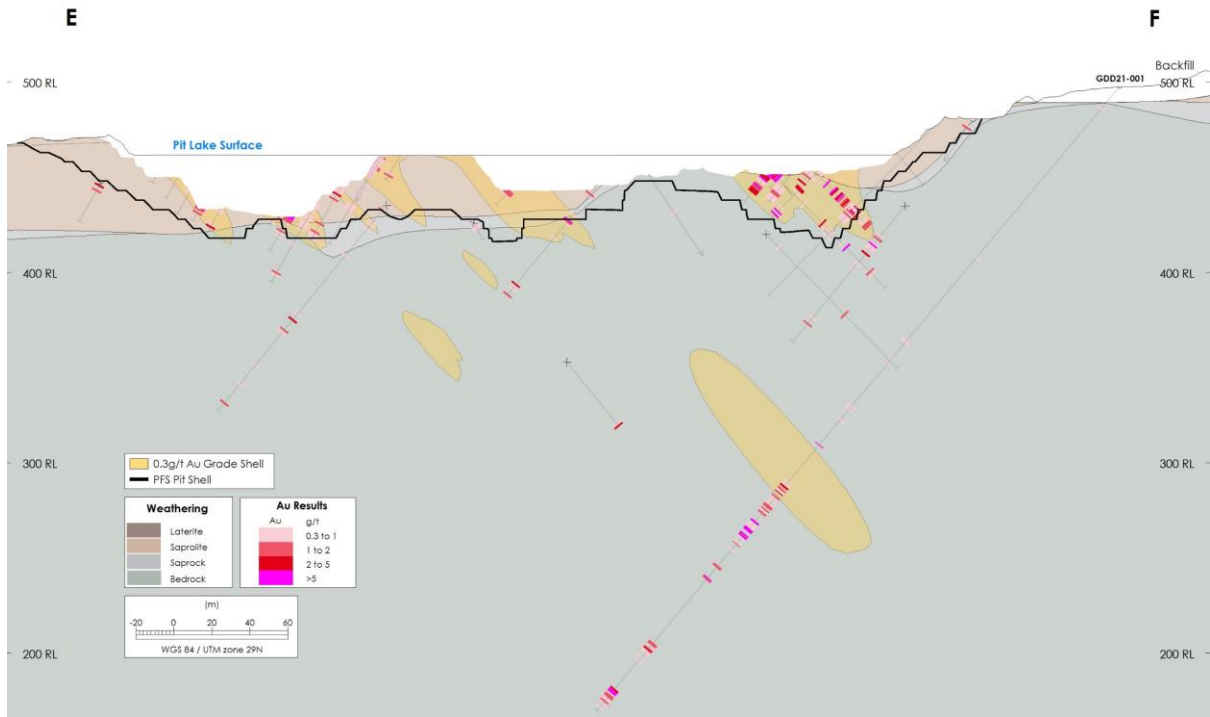 E
F
Backfill
500 RL
500 RL
GDD21-001
Pit Lake Surface
400 RL
400 RL
300 RL
300 RL
0.3g/t Au Grade Shell
PFS Pit Shell
Weathering
Laterite
Saprolite
Saprock
Bedrock
Au Results
Au g/t
0.3 to 1
1 to 2
2 to 5
>5
(m)
-20 0 20 40 60
WGS 84 / UTM zone 29N
200 RL
200 RL